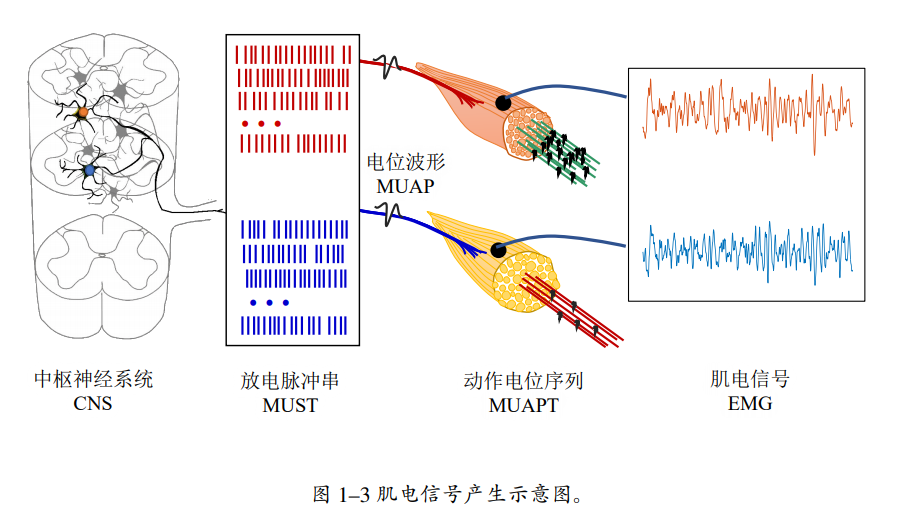 电位波形
MUAP
中枢神经系统
CNS
放电脉冲串
MUST
动作电位序列
MUAPT
肌电信号
EMG
图 1–3 肌电信号产生示意图。